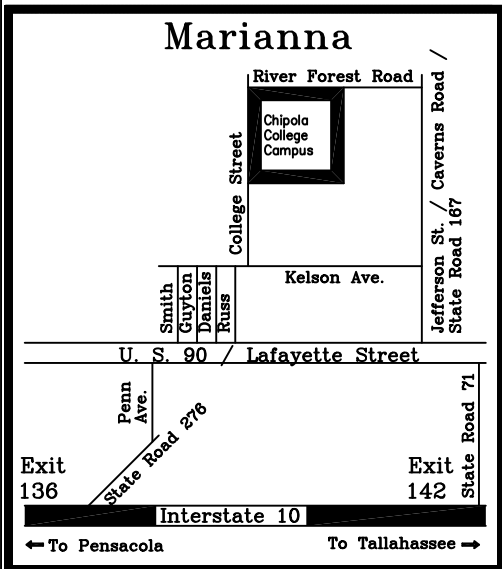 Marianna
River Forest Road
Chipola
College
Campus
College Street
Jefferson St. / Caverns Road /
State Road 167
Kelson Ave.
Smith
Guyton
Daniels
Russ
U. S. 90 / Lafayette Street
Penn
Ave.
State Road 276
State Road 71
Exit
136
Exit
142
Interstate 10
To Pensacola
To Tallahassee